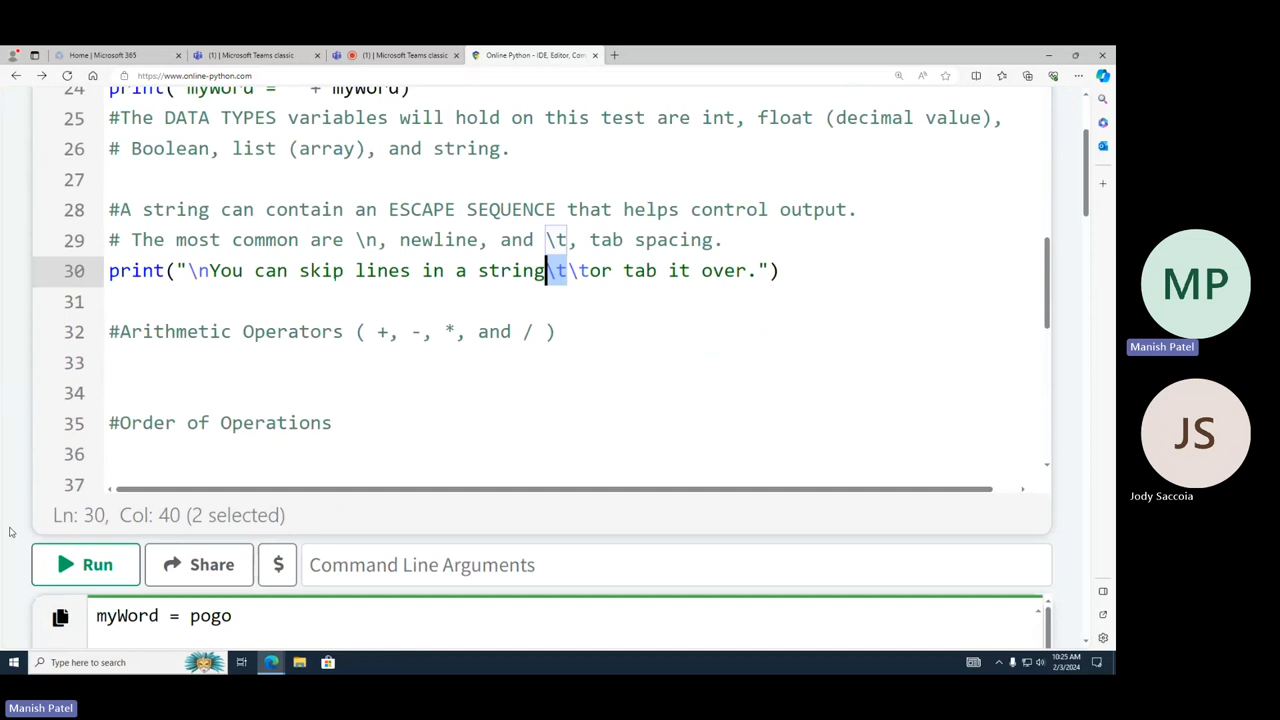 Home | Microsoft 365
(1) | Microsoft Teams classic
(1) | Microsoft Teams classic
Online Python - IDE, Editor, Com
https://www.online-python.com
24 print("myWord = " + myWord)
25 #The DATA TYPES variables will hold on this test are int, float (decimal value),
26 # Boolean, list (array), and string.
27
28 #A string can contain an ESCAPE SEQUENCE that helps control output.
29 # The most common are \n, newline, and \t, tab spacing.
30 print("\nYou can skip lines in a string\t\tor tab it over.")
31
32 #Arithmetic Operators ( +, -, *, and / )
33
34
35 #Order of Operations
36
37
Ln: 30, Col: 40 (2 selected)
Run
Share
$
Command Line Arguments
myWord = pogo
Type here to search
10:25 AM
2/3/2024
MP
Manish Patel
JS
Jody Saccoia
Manish Patel